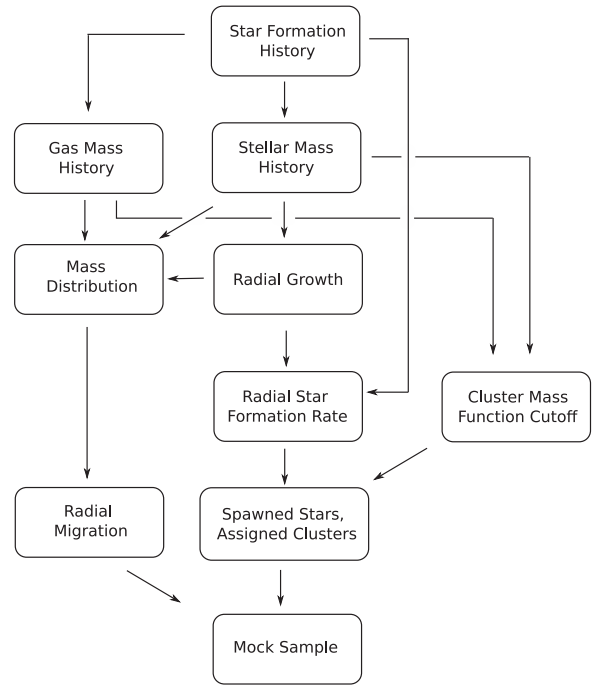 Star Formation
History
Gas Mass
History
Stellar Mass
History
Mass
Distribution
Radial Growth
Radial Star
Formation Rate
Cluster Mass
Function Cutoff
Radial
Migration
Spawned Stars,
Assigned Clusters
Mock Sample